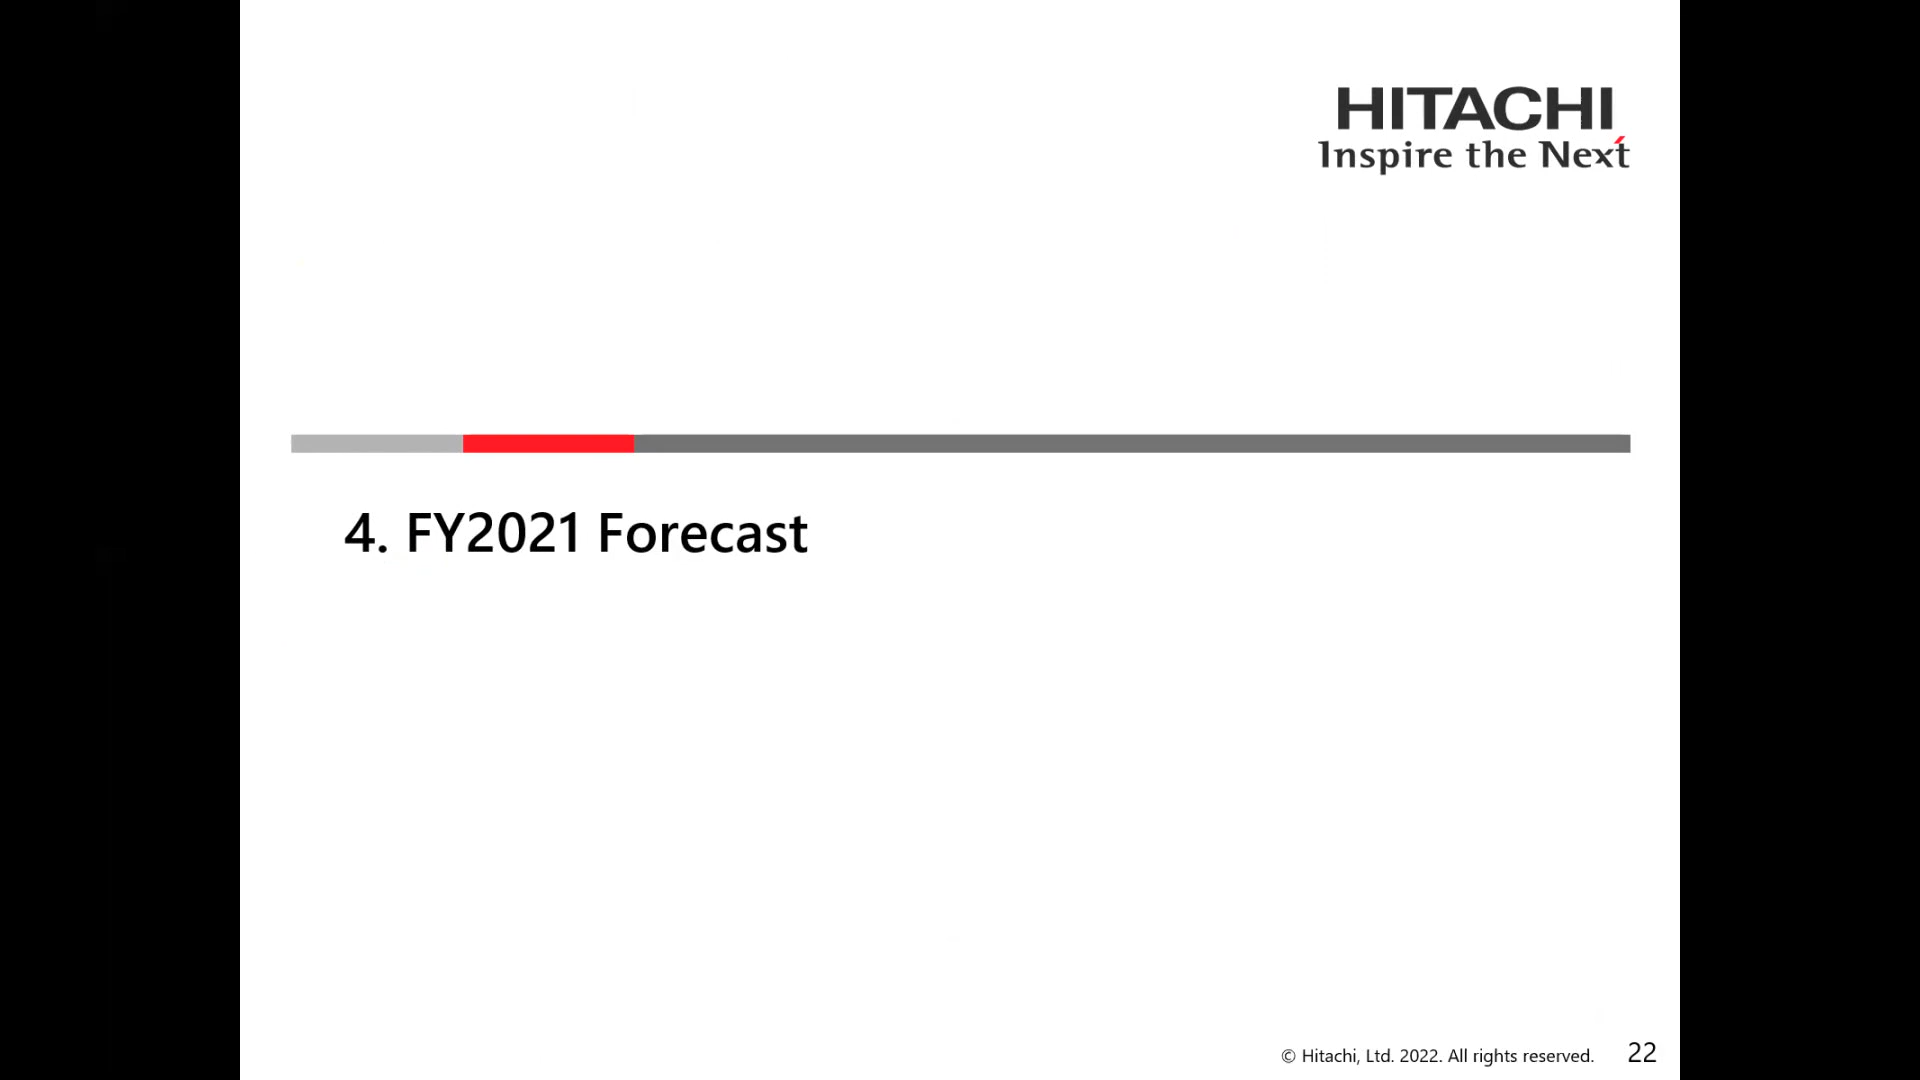 HITACHI
Inspire the Next
4. FY2021 Forecast
© Hitachi, Ltd. 2022. All rights reserved. 22